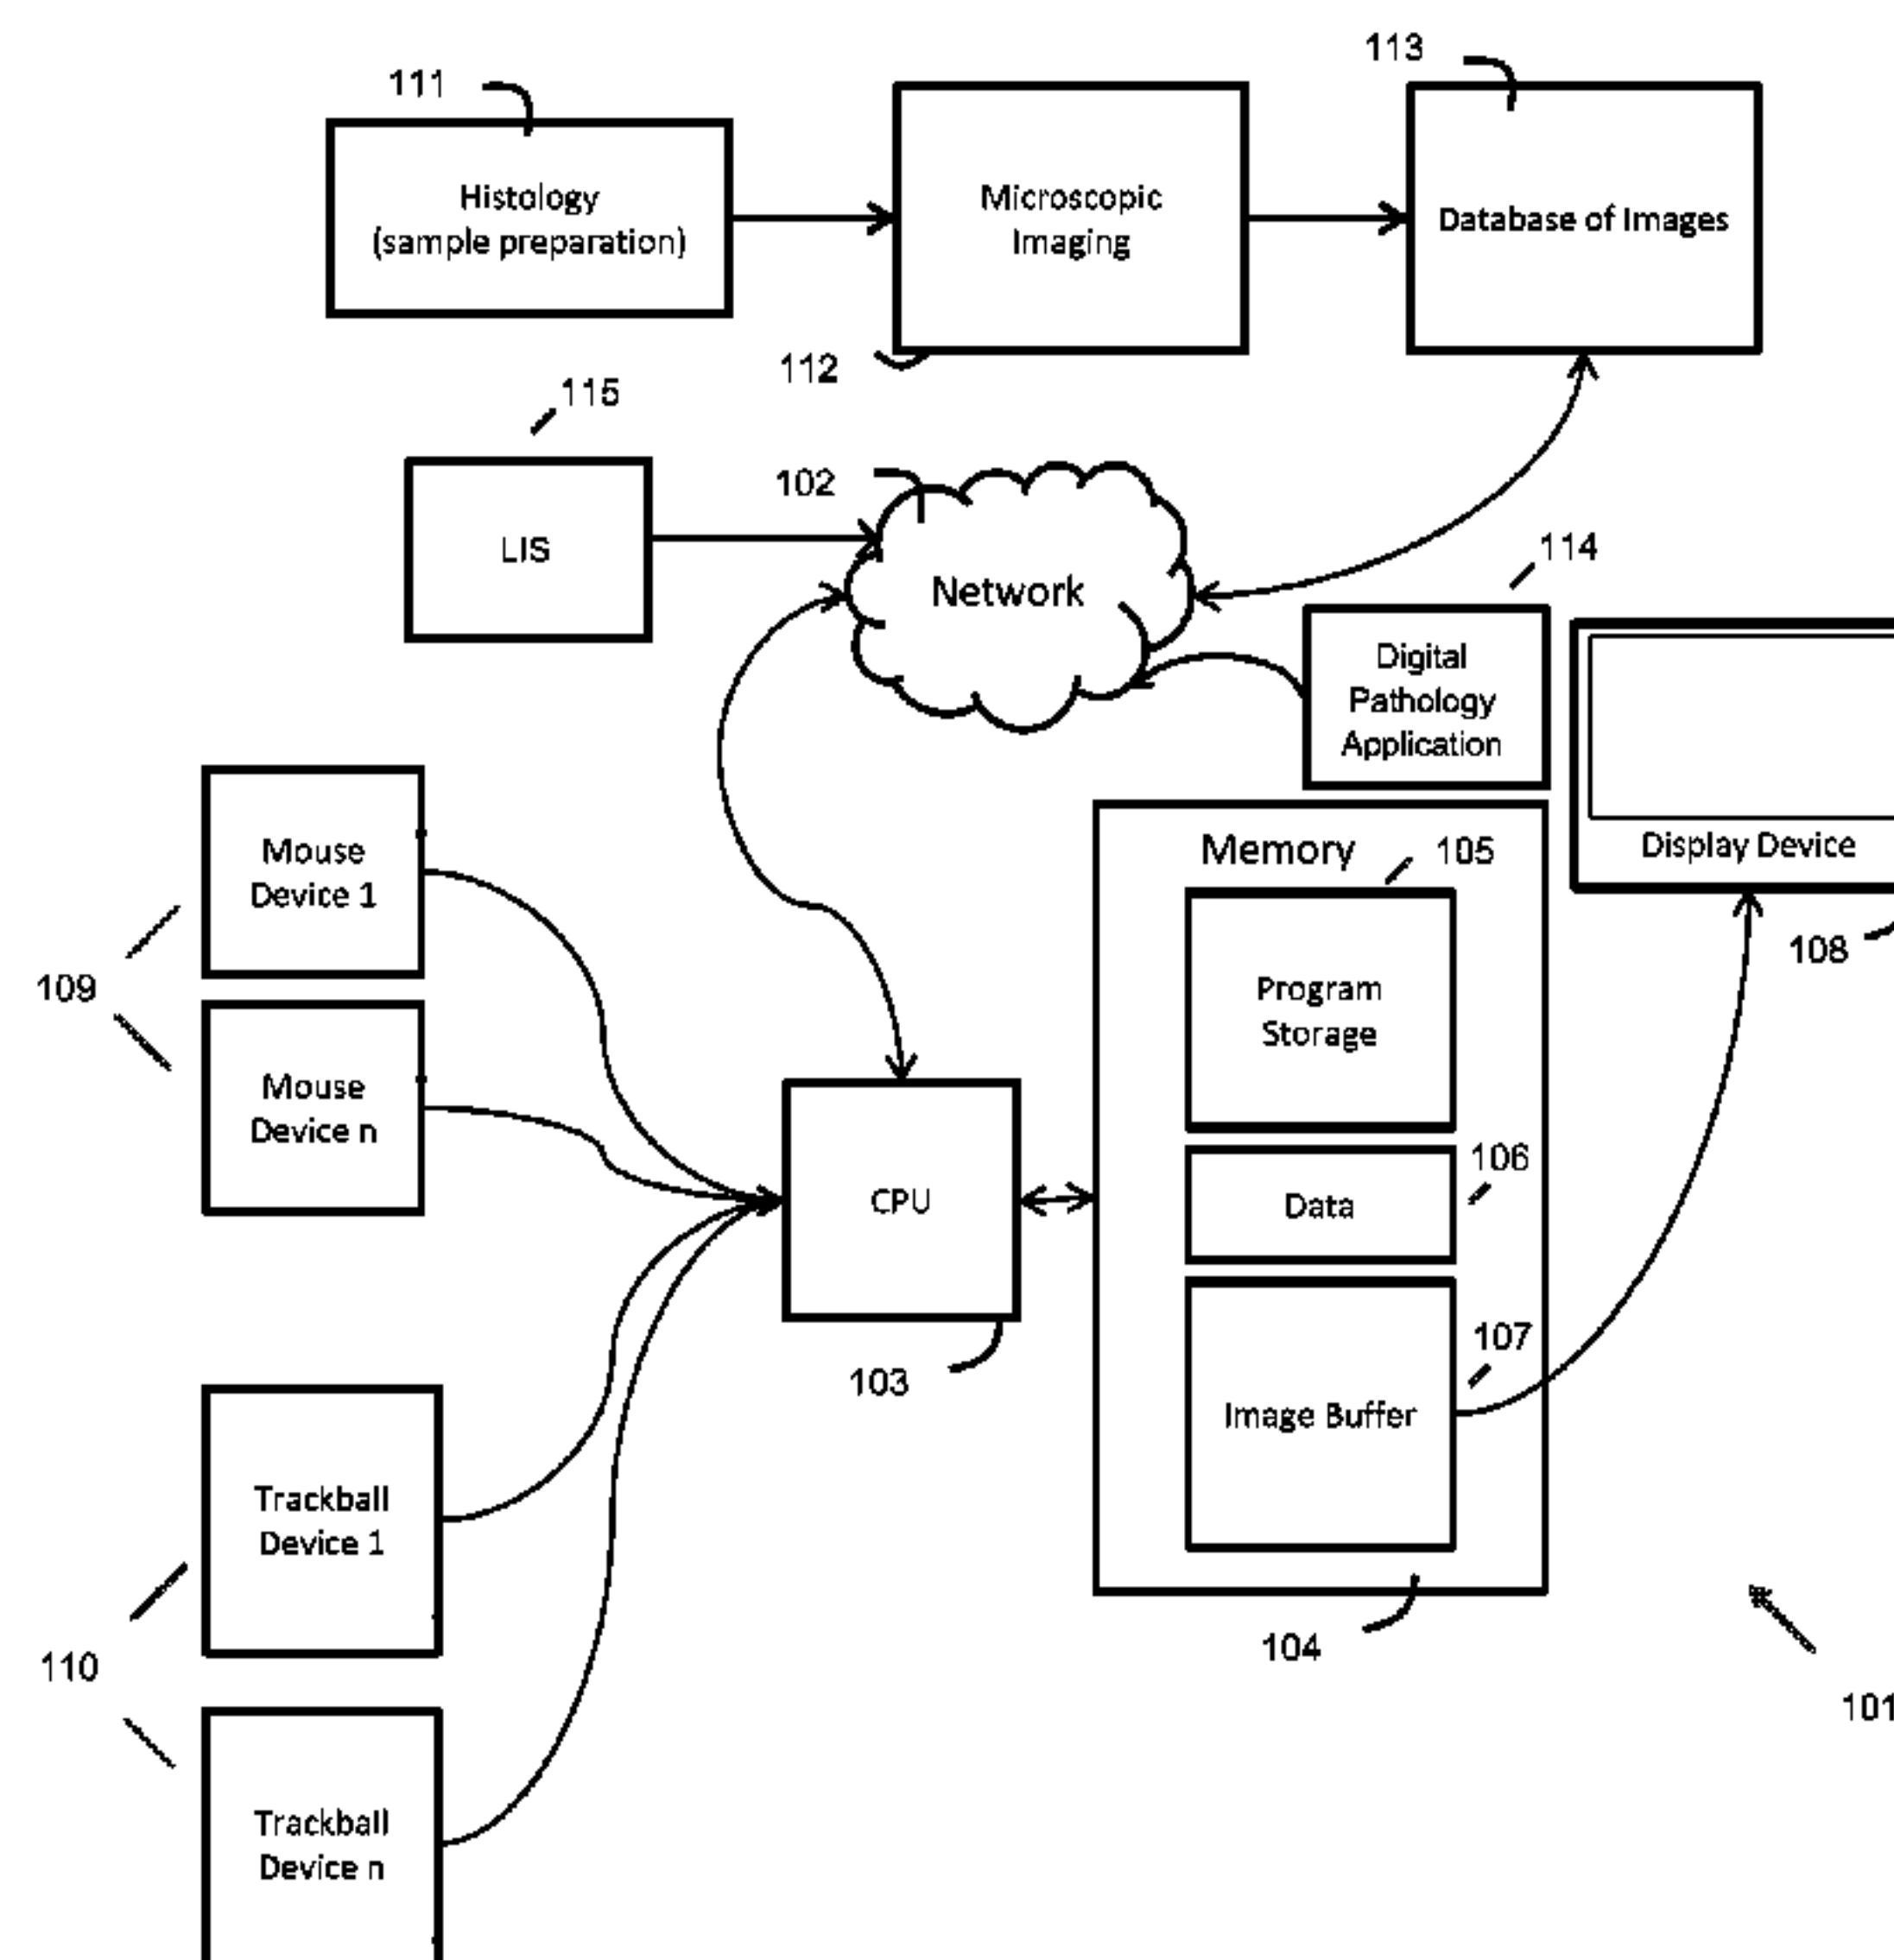 113
111
Histology
(sample preparation)
Microscopic
Imaging
Database of Images
112
115
102
LIS
Network
114
Digital
Pathology
Application
Mouse
Device 1
Memory
105
Display Device
108
109
Program
Storage
Mouse
Device n
106
Data
CPU
107
103
Image Buffer
Trackball
Device 1
104
110
101
Trackball
Device n